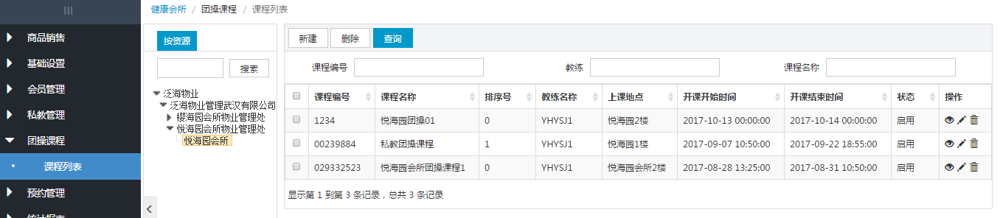 健康会所 / 团操课程 / 课程列表
商品销售
基础设置
会员管理
私教管理
团操课程
课程列表
预约管理
统计报表
按资源
搜索
泛海物业
泛海物业管理武汉有限公司
樱海园会所物业管理处
悦海园会所物业管理处
悦海园会所
新建 删除 查询
课程编号 教练 课程名称
课程编号 课程名称 排序号 教练名称 上课地点 开课开始时间 开课结束时间 状态 操作
1234 悦海园团操01 0 YHYSJ1 悦海园2楼 2017-10-13 00:00:00 2017-10-14 00:00:00 启用
00239884 私教团操课程 1 YHYSJ1 悦海园1楼 2017-09-07 10:50:00 2017-09-22 18:55:00 启用
029332523 悦海园会所团操课程1 0 YHYSJ1 悦海园会所2楼 2017-08-28 13:25:00 2017-08-31 10:50:00 启用
显示第 1 到第 3 条记录，总共 3 条记录